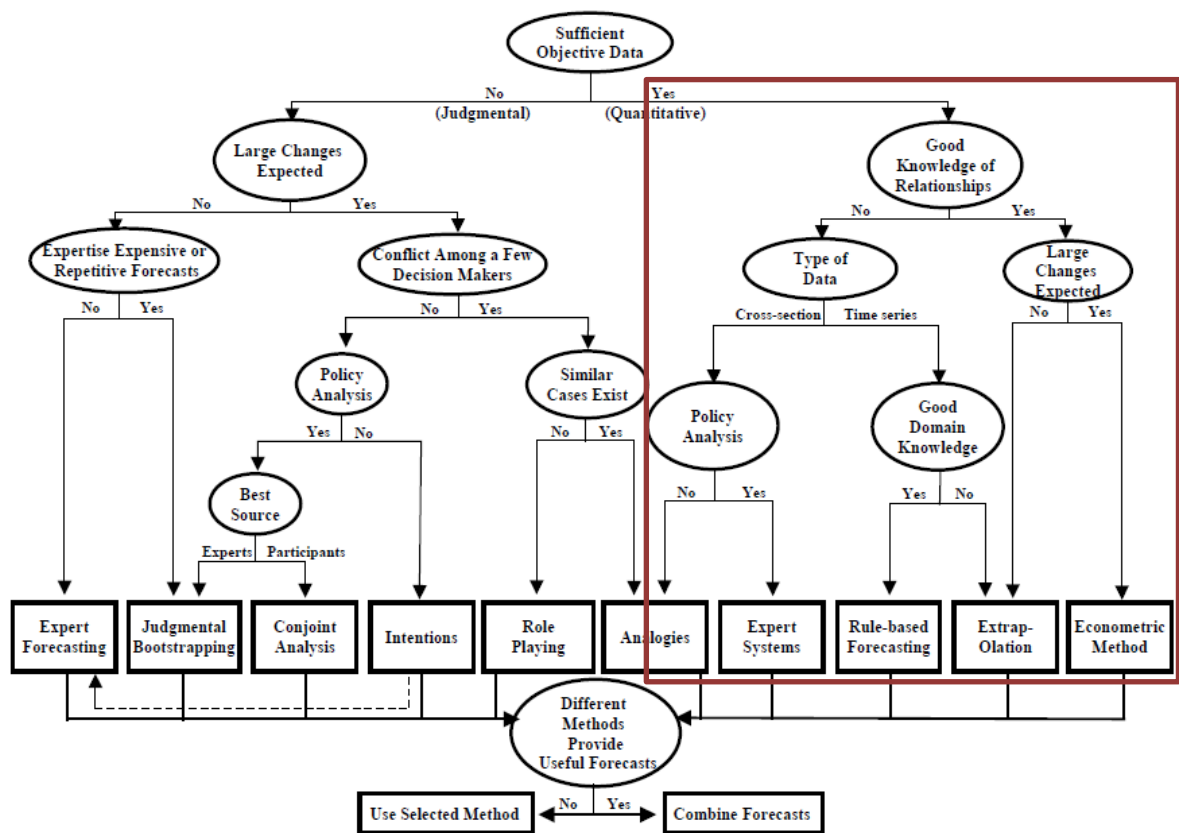 Sufficient
Objective Data
No
Yes
(Judgmental)
(Quantitative)
Large Changes
Expected
Good
Knowledge of
Relationships
No
Yes
No
Yes
Expertise Expensive or
Repetitive Forecasts
Conflict Among a Few
Decision Makers
Type of
Data
Large
Changes
Expected
No
Yes
No
Yes
Cross-section
Time series
No
Yes
Policy
Analysis
Similar
Cases Exist
Policy
Analysis
Good
Domain
Knowledge
Yes
No
No
Yes
No
Yes
Yes
No
Best
Source
Experts
Participants
Expert
Forecasting
Judgmental
Bootstrapping
Conjoint
Analysis
Intentions
Role
Playing
Analogies
Expert
Systems
Rule-based
Forecasting
Extrap-
Olation
Econometric
Method
Different
Methods
Provide
Useful Forecasts
No
Yes
Use Selected Method
Combine Forecasts